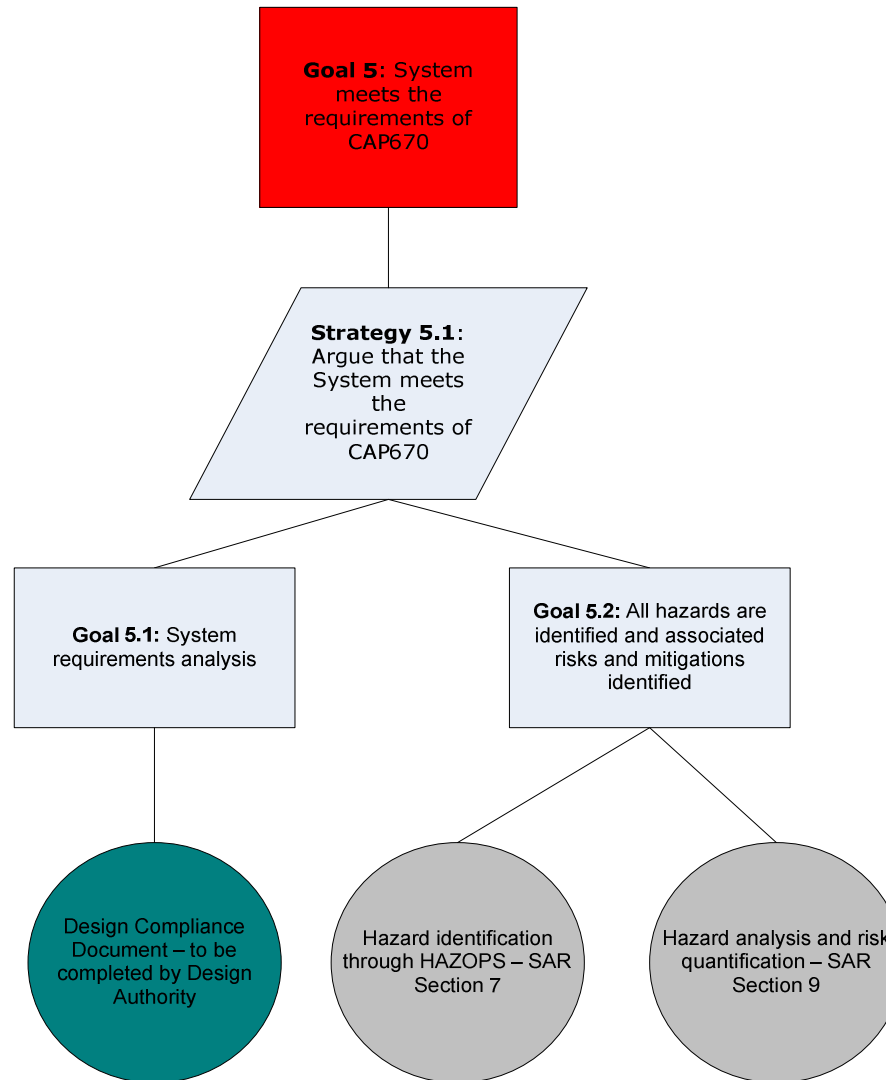 Goal 5: System
meets the
requirements of
CAP670
Strategy 5.1:
Argue that the
System meets
the
requirements of
CAP670
Goal 5.1: System
requirements analysis
Goal 5.2: All hazards are
identified and associated
risks and mitigations
identified
Design Compliance
Document – to be
completed by Design
Authority
Hazard identification
through HAZOPS – SAR
Section 7
Hazard analysis and risk
quantification – SAR
Section 9